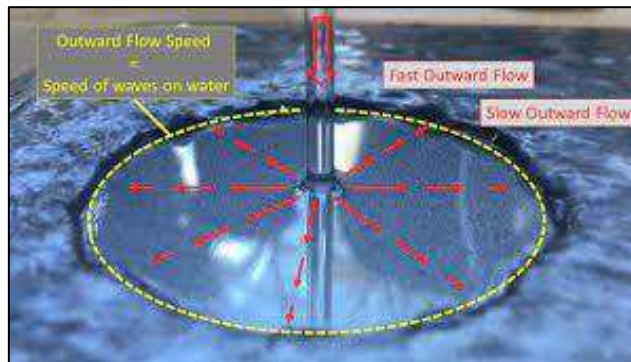 Outward Flow Speed
=
Speed of waves on water
Fast Outward Flow
Slow Outward Flow